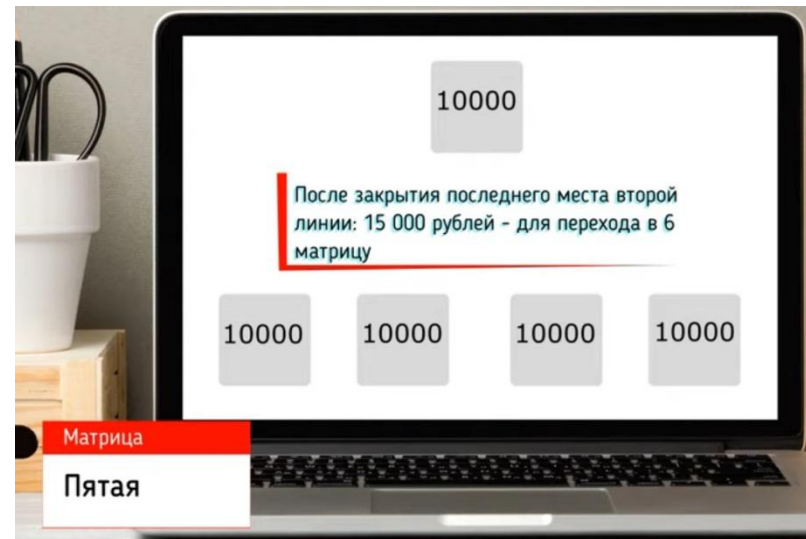 10000
После закрытия последнего места второй
линии: 15 000 рублей - для перехода в 6
матрицу
10000 10000 10000 10000
Матрица
Пятая